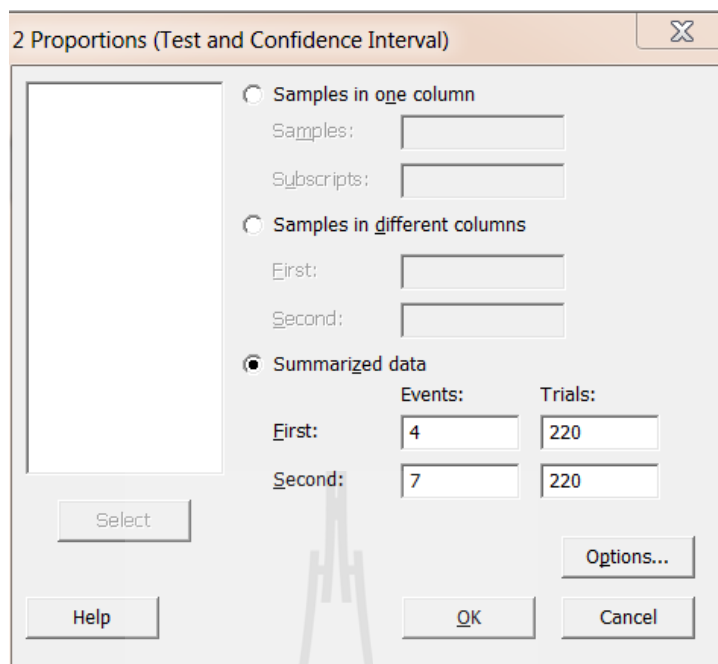 2 Proportions (Test and Confidence Interval)
Samples in one column
Samples:
Subscripts:
Samples in different columns
First:
Second:
Summarized data
Events: Trials:
First: 4 220
Second: 7 220
Select
Options...
Help OK Cancel